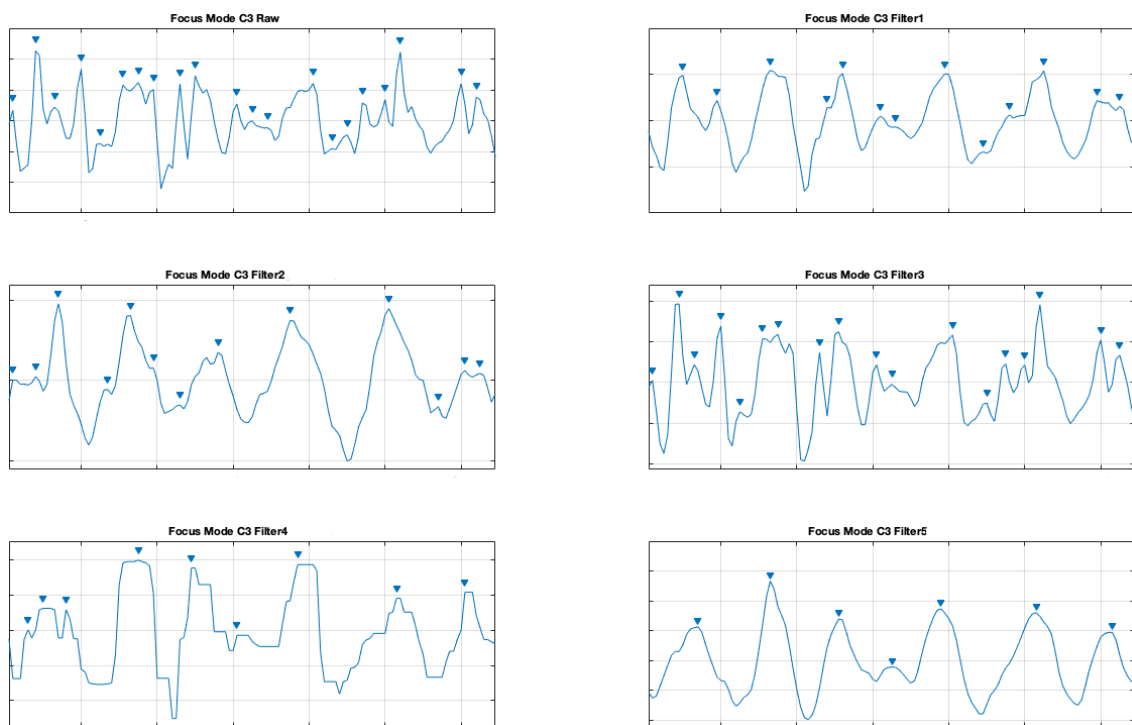 Focus Mode C3 Raw
Focus Mode C3 Filter1
Focus Mode C3 Filter2
Focus Mode C3 Filter3
Focus Mode C3 Filter4
Focus Mode C3 Filter5